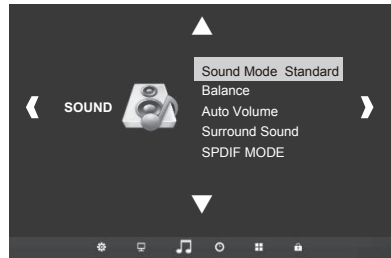 SOUND
Sound Mode Standard
Balance
Auto Volume
Surround Sound
SPDIF MODE